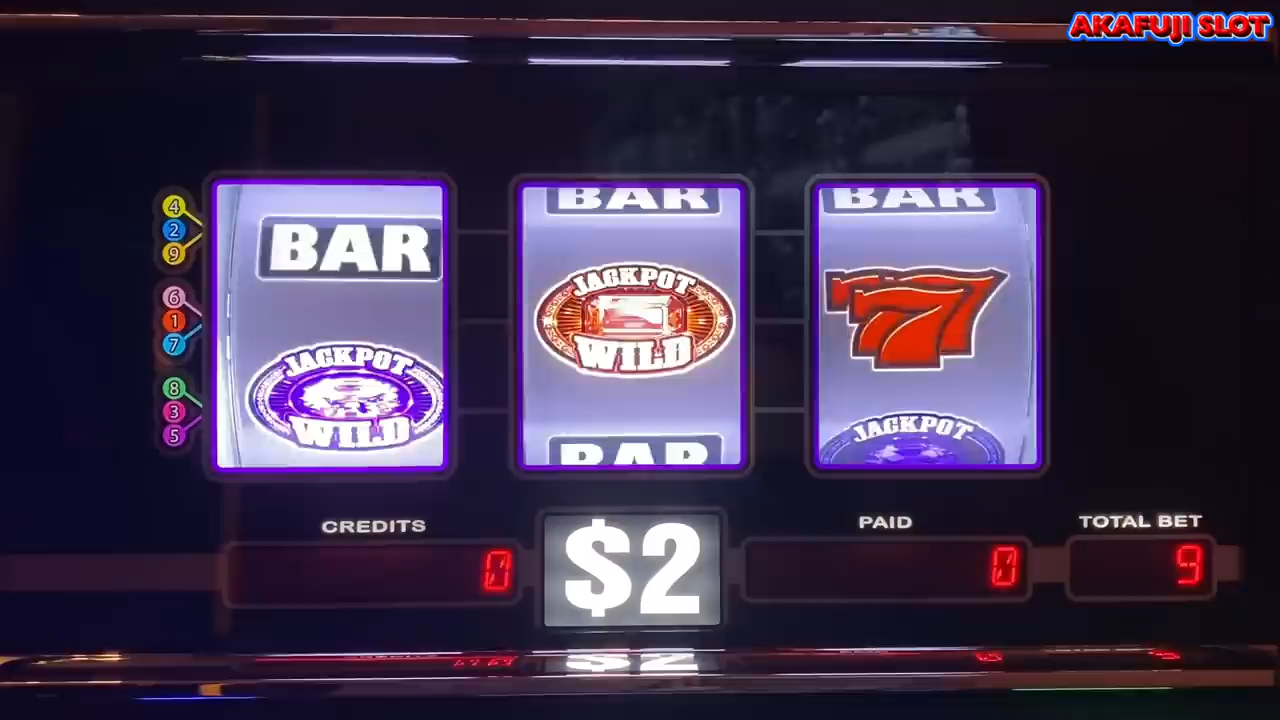 AKAFUJI SLOT
4
2
9
6
1
7
8
3
5
BAR
JACKPOT
WILD
BAR
JACKPOT
WILD
BAR
BAR
777
JACKPOT
CREDITS
0
$2
PAID
0
TOTAL BET
9